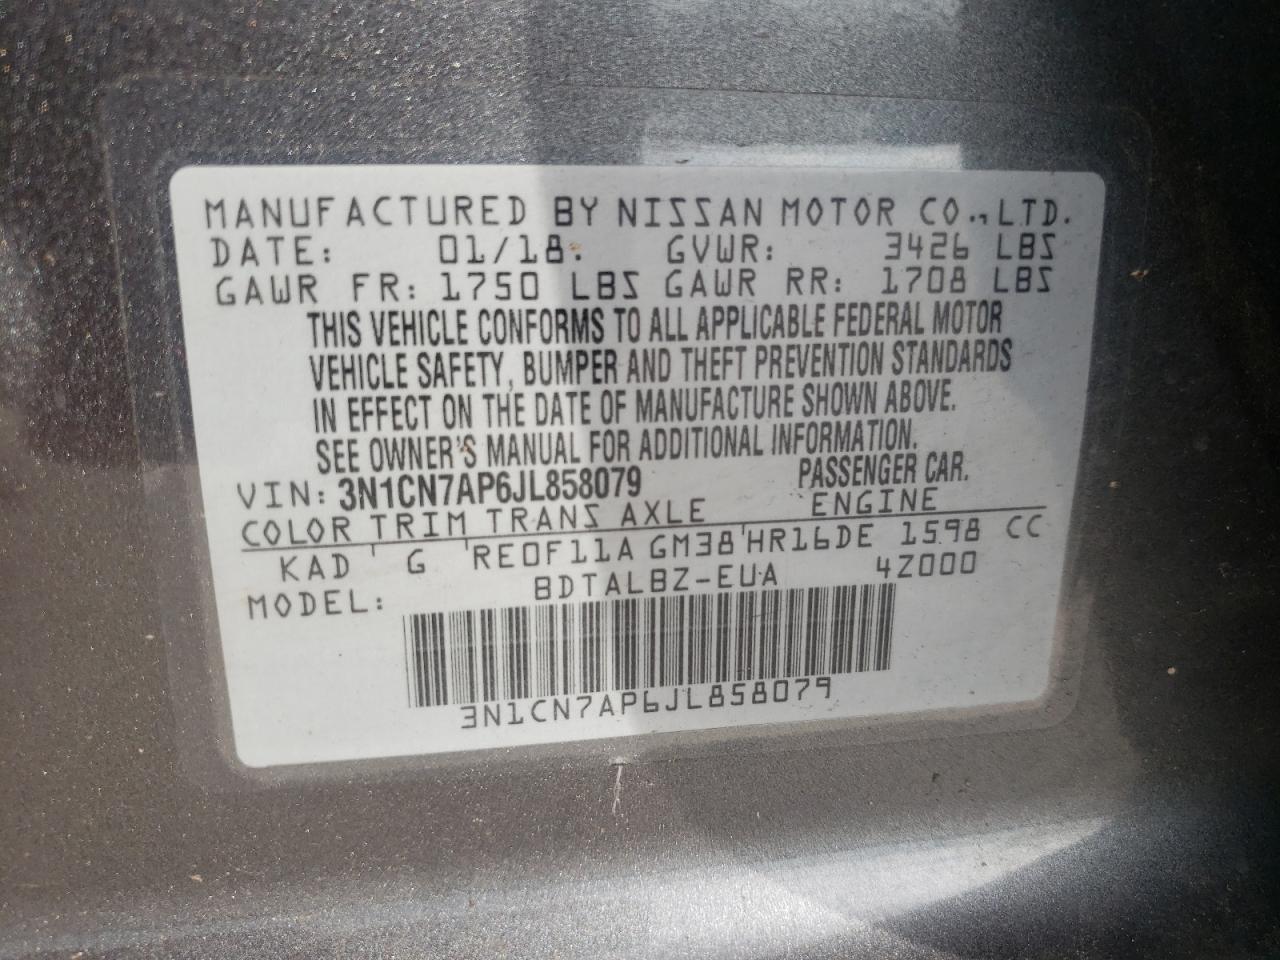 MANUFACTURED BY NISSAN MOTOR CO., LTD.
DATE: 01/18 GVWR: 3426 LBS
GAWR FR: 1750 LBS GAWR RR: 1708 LBS
THIS VEHICLE CONFORMS TO ALL APPLICABLE FEDERAL MOTOR
VEHICLE SAFETY, BUMPER AND THEFT PREVENTION STANDARDS
IN EFFECT ON THE DATE OF MANUFACTURE SHOWN ABOVE.
SEE OWNER'S MANUAL FOR ADDITIONAL INFORMATION.
VIN: 3N1CN7AP6JL858079 PASSENGER CAR.
COLOR TRIM TRANS AXLE ENGINE
KAD G RE0F11A GM38 HR16DE 1598 CC
MODEL: BDTALBZ-EUA 4Z000
3N1CN7AP6JL858079